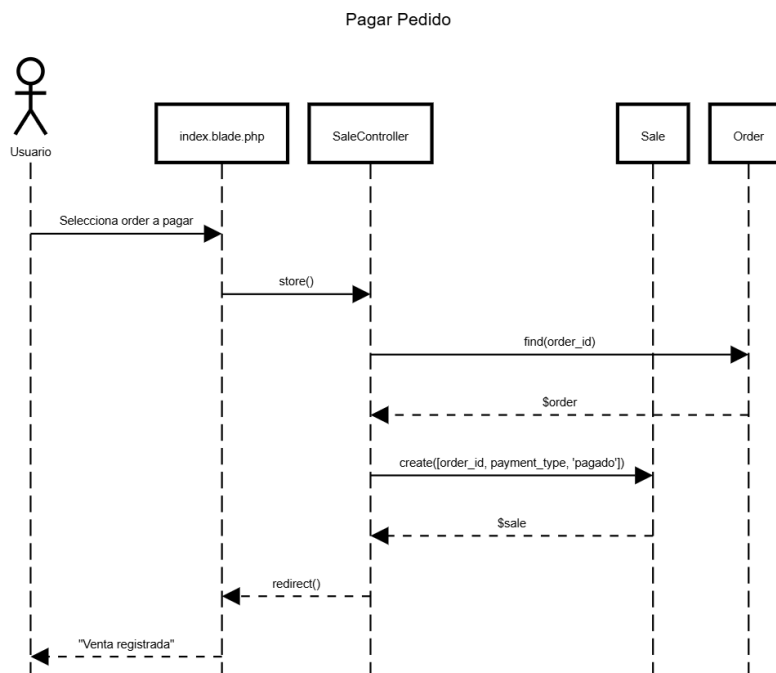 Pagar Pedido
Usuario
index.blade.php
SaleController
Sale
Order
Selecciona order a pagar
store()
find(order_id)
$order
create([order_id, payment_type, 'pagado'])
$sale
redirect()
"Venta registrada"